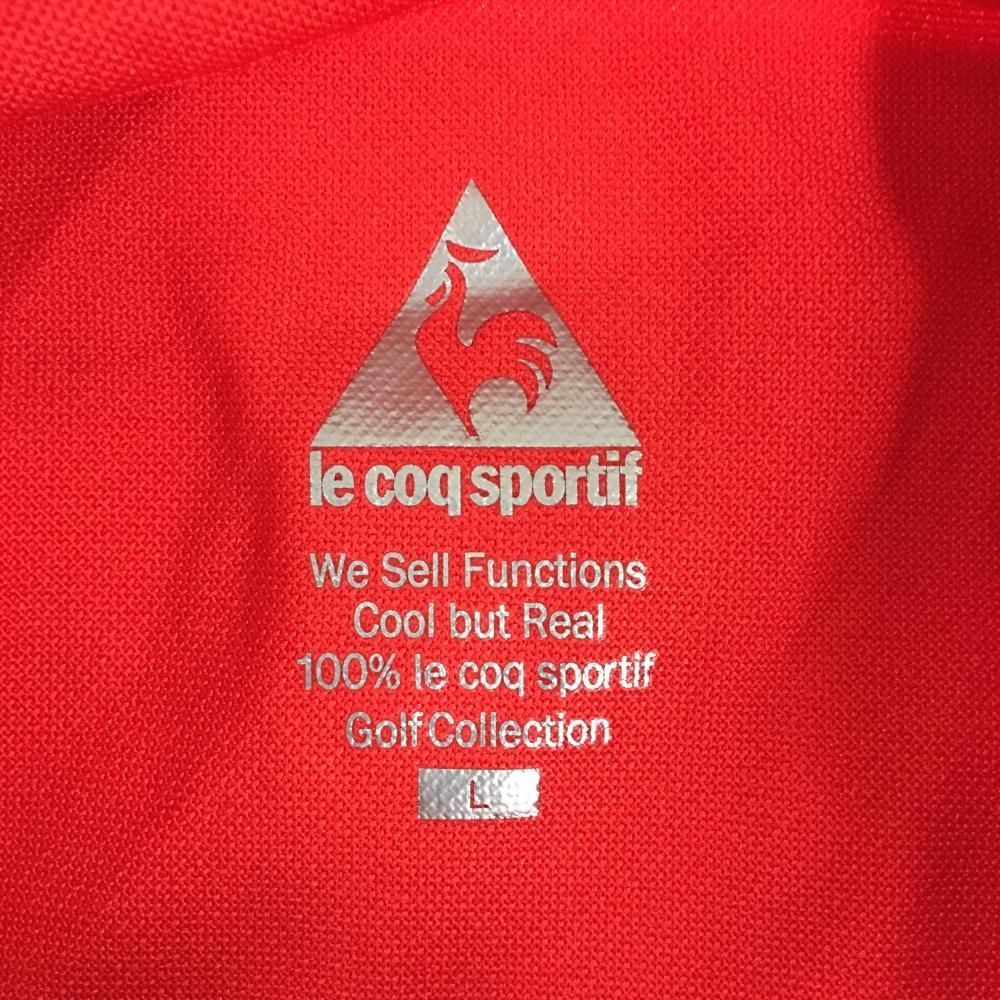 le coq sportif
We Sell Functions
Cool but Real
100% le coq sportif
Golf Collection
L